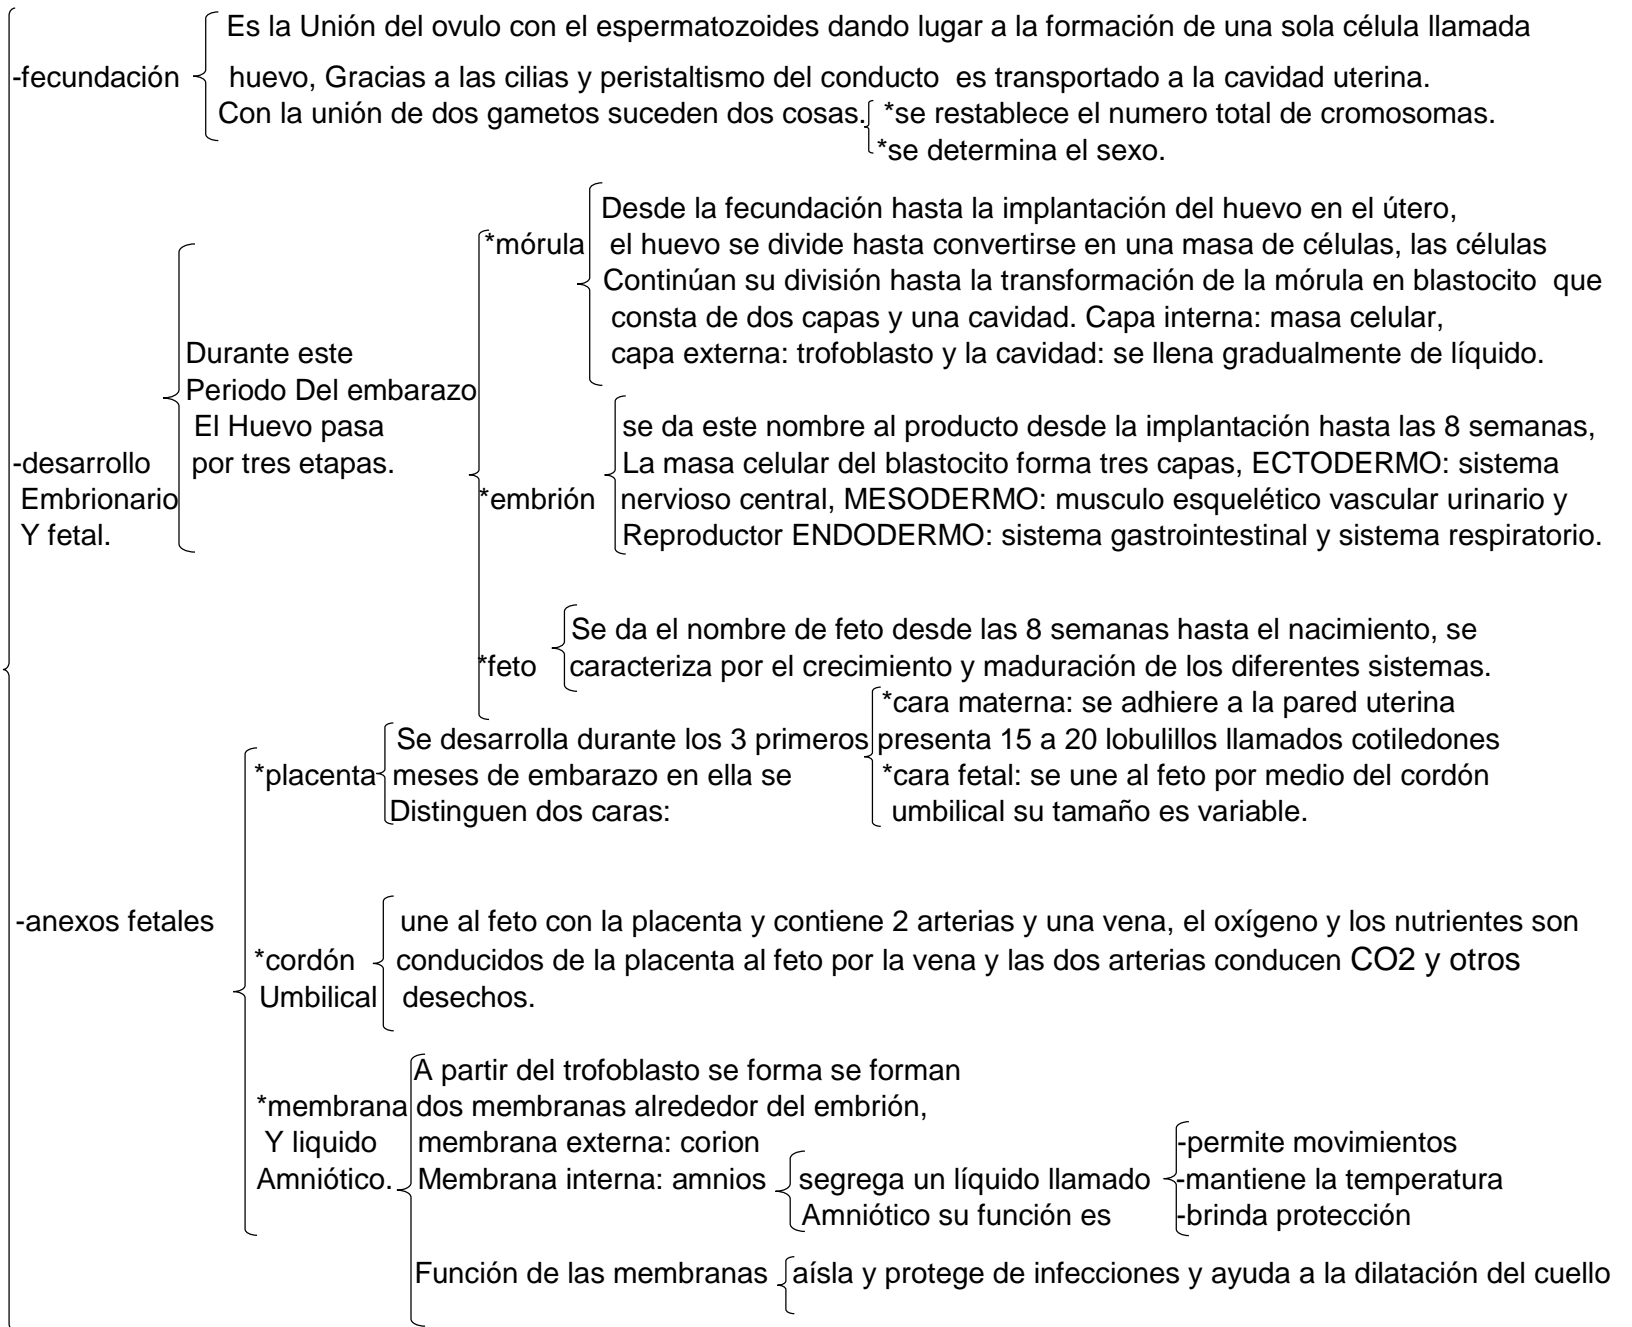 Es la Unión del ovulo con el espermatozoides dando lugar a la formación de una sola célula llamada
-fecundación
huevo, Gracias a las cilias y peristaltismo del conducto es transportado a la cavidad uterina.
Con la unión de dos gametos suceden dos cosas.
*se restablece el numero total de cromosomas.
*se determina el sexo.
-desarrollo
Embrionario
Y fetal.
Durante este
Periodo Del embarazo
El Huevo pasa
por tres etapas.
*mórula
Desde la fecundación hasta la implantación del huevo en el útero,
el huevo se divide hasta convertirse en una masa de células, las células
Continúan su división hasta la transformación de la mórula en blastocito que
consta de dos capas y una cavidad. Capa interna: masa celular,
capa externa: trofoblasto y la cavidad: se llena gradualmente de líquido.
*embrión
se da este nombre al producto desde la implantación hasta las 8 semanas,
La masa celular del blastocito forma tres capas, ECTODERMO: sistema
nervioso central, MESODERMO: musculo esquelético vascular urinario y
Reproductor ENDODERMO: sistema gastrointestinal y sistema respiratorio.
*feto
Se da el nombre de feto desde las 8 semanas hasta el nacimiento, se
caracteriza por el crecimiento y maduración de los diferentes sistemas.
-anexos fetales
*placenta
Se desarrolla durante los 3 primeros
meses de embarazo en ella se
Distinguen dos caras:
*cara materna: se adhiere a la pared uterina
presenta 15 a 20 lobulillos llamados cotiledones
*cara fetal: se une al feto por medio del cordón
umbilical su tamaño es variable.
*cordón
Umbilical
une al feto con la placenta y contiene 2 arterias y una vena, el oxígeno y los nutrientes son
conducidos de la placenta al feto por la vena y las dos arterias conducen CO2 y otros
desechos.
*membrana
Y liquido
Amniótico.
A partir del trofoblasto se forma se forman
dos membranas alrededor del embrión,
membrana externa: corion
Membrana interna: amnios
segrega un líquido llamado
Amniótico su función es
-permite movimientos
-mantiene la temperatura
-brinda protección
Función de las membranas
aísla y protege de infecciones y ayuda a la dilatación del cuello